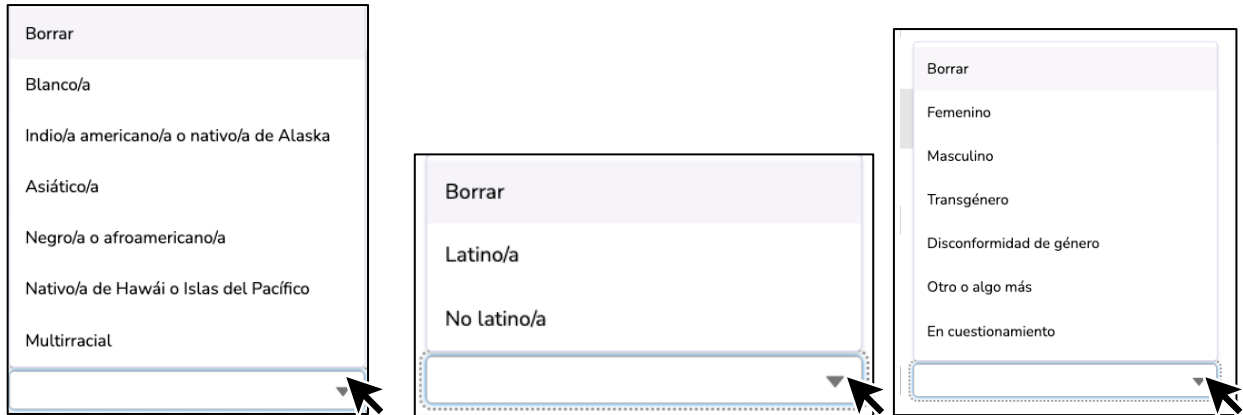 Borrar
Blanco/a
Indio/a americano/a o nativo/a de Alaska
Asiático/a
Negro/a o afroamericano/a
Nativo/a de Hawái o Islas del Pacífico
Multirracial
Borrar
Latino/a
No latino/a
Borrar
Femenino
Masculino
Transgénero
Disconformidad de género
Otro o algo más
En cuestionamiento